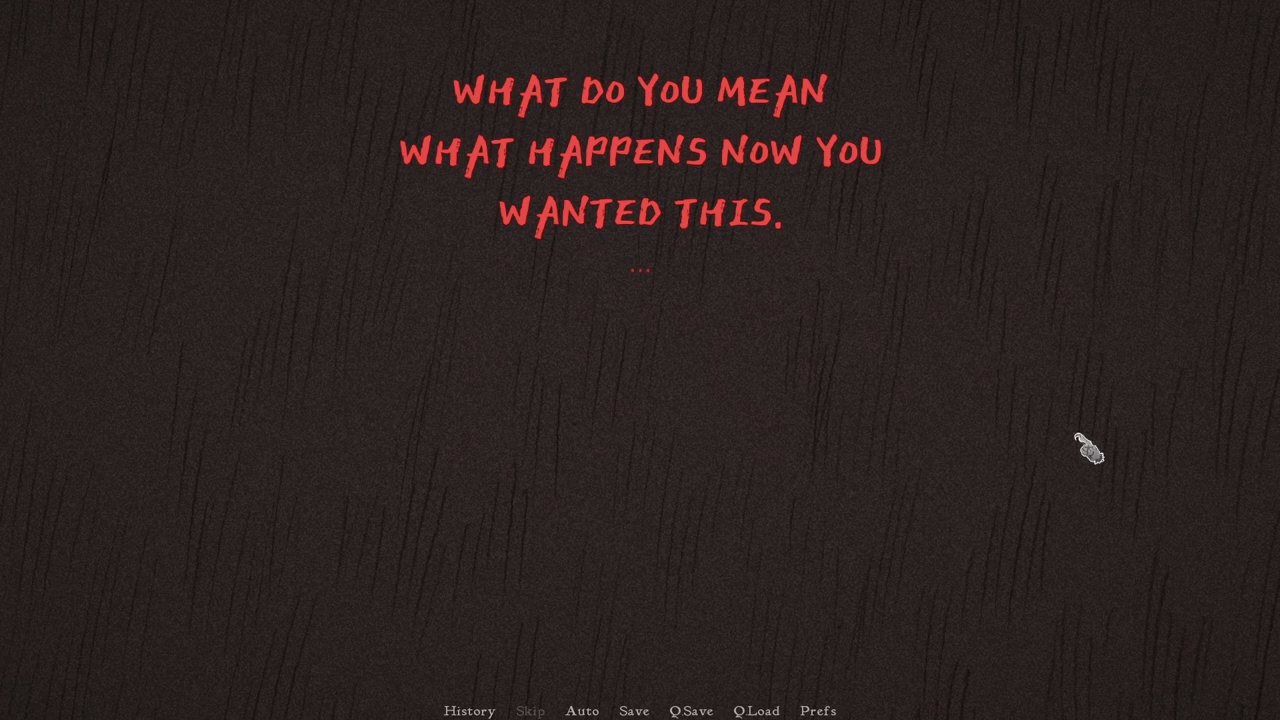 WHAT DO YOU MEAN
WHAT HAPPENS NOW YOU
WANTED THIS.
...
History Skip Auto Save Q.Save Q.Load Prefs